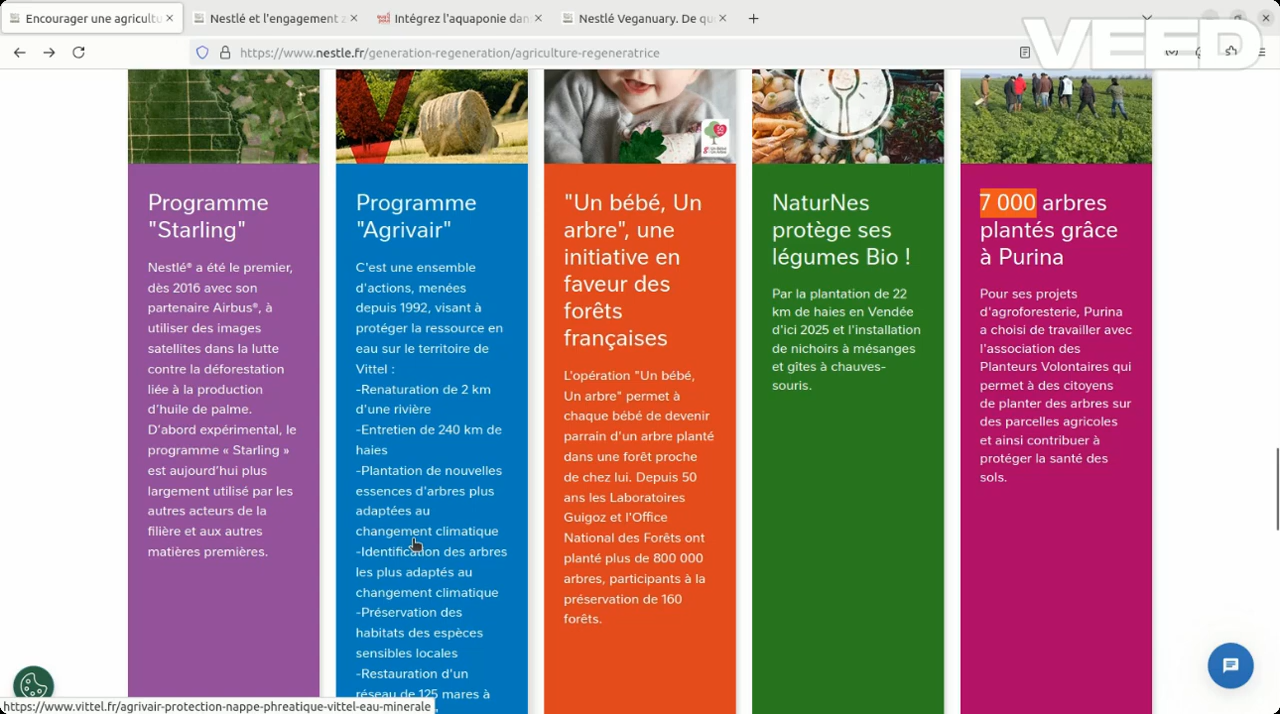 Encourager une agricultu
Nestlé et l'engagement z
Intégrez l'aquaponie dan
Nestlé Veganuary. De qu
VEED
https://www.nestle.fr/generation-regeneration/agriculture-regeneratrice
Programme
"Starling"
Nestlé® a été le premier,
dès 2016 avec son
partenaire Airbus®, à
utiliser des images
satellites dans la lutte
contre la déforestation
liée à la production
d'huile de palme.
D'abord expérimental, le
programme « Starling »
est aujourd'hui plus
largement utilisé par les
autres acteurs de la
filière et aux autres
matières premières.
Programme
"Agrivair"
C'est une ensemble
d'actions, menées
depuis 1992, visant à
protéger la ressource en
eau sur le territoire de
Vittel :
-Renaturation de 2 km
d'une rivière
-Entretien de 240 km de
haies
-Plantation de nouvelles
essences d'arbres plus
adaptées au
changement climatique
-Identification des arbres
les plus adaptés au
changement climatique
-Préservation des
habitats des espèces
sensibles locales
-Restauration d'un
réseau de 125 mares à
"Un bébé, Un
arbre", une
initiative en
faveur des
forêts
françaises
L'opération "Un bébé,
Un arbre" permet à
chaque bébé de devenir
parrain d'un arbre planté
dans une forêt proche
de chez lui. Depuis 50
ans les Laboratoires
Guigoz et l'Office
National des Forêts ont
planté plus de 800 000
arbres, participants à la
préservation de 160
forêts.
NaturNes
protège ses
légumes Bio !
Par la plantation de 22
km de haies en Vendée
d'ici 2025 et l'installation
de nichoirs à mésanges
et gîtes à chauves-
souris.
7 000 arbres
plantés grâce
à Purina
Pour ses projets
d'agroforesterie, Purina
a choisi de travailler avec
l'association des
Planteurs Volontaires qui
permet à des citoyens
de planter des arbres sur
des parcelles agricoles
et ainsi contribuer à
protéger la santé des
sols.
https://www.vittel.fr/agrivair-protection-nappe-phreatique-vittel-eau-minerale